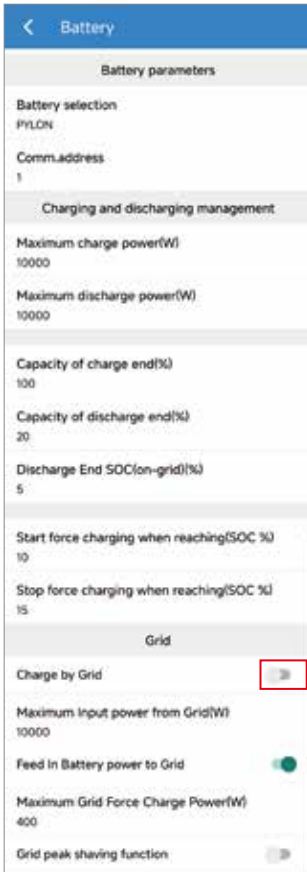 Battery
Battery parameters
Battery selection
PYLON
Comm.address
1
Charging and discharging management
Maximum charge power(W)
10000
Maximum discharge power(W)
10000
Capacity of charge end(%)
100
Capacity of discharge end(%)
20
Discharge End SOC(on-grid)(%)
5
Start force charging when reaching(SOC %)
10
Stop force charging when reaching(SOC %)
15
Grid
Charge by Grid
Maximum Input power from Grid(W)
10000
Feed In Battery power to Grid
Maximum Grid Force Charge Power(W)
400
Grid peak shaving function